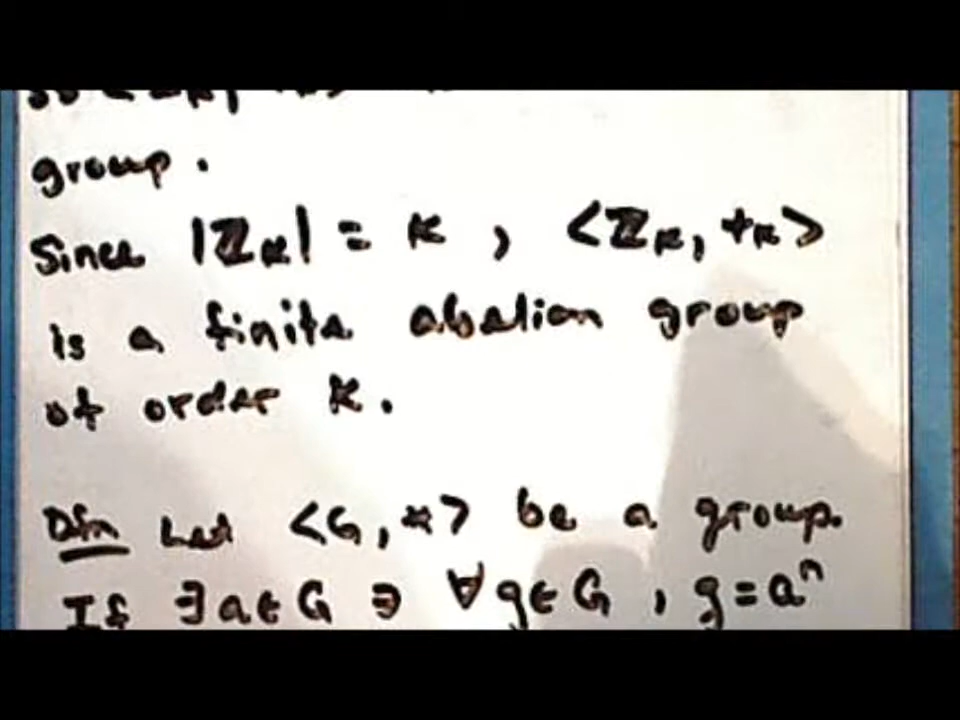 group.
Since |ℤₖ| = k, <ℤₖ, +ₖ>
is a finite abelian group
of order k.
Dfn Let <G, *> be a group.
If ∃ a ∈ G ∋ ∀ g ∈ G, g = aⁿ